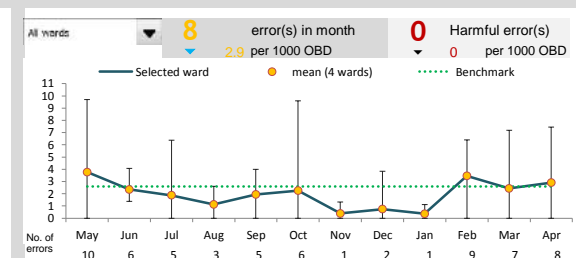 All wards
8 error(s) in month
2.9 per 1000 OBD
0 Harmful error(s)
0 per 1000 OBD
Selected ward mean (4 wards) Benchmark
11
10
9
8
7
6
5
4
3
2
1
0
May Jun Jul Aug Sep Oct Nov Dec Jan Feb Mar Apr
No. of errors
10 6 5 3 5 6 1 2 1 9 7 8